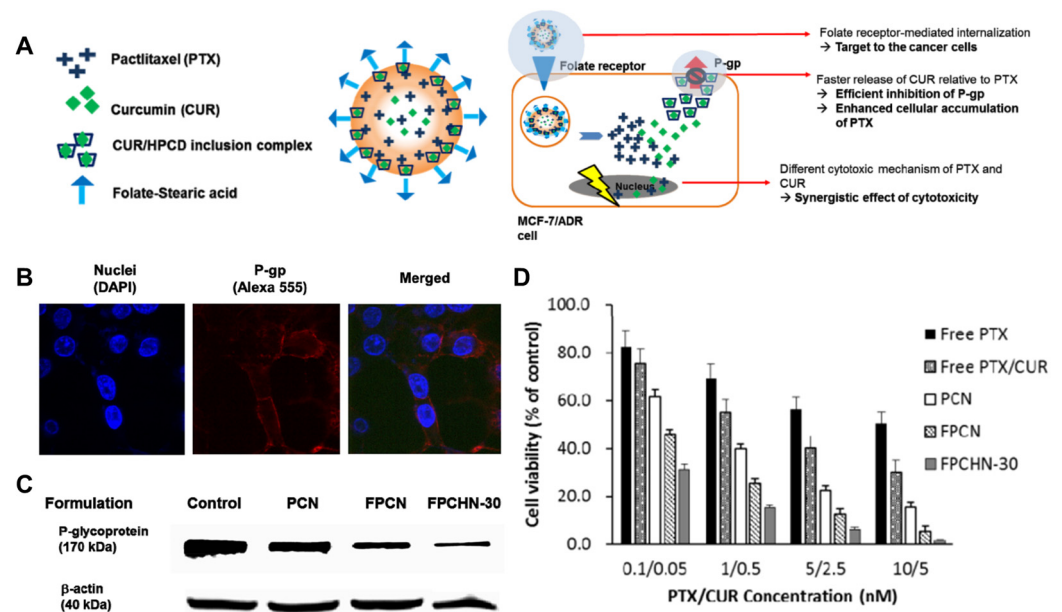 A
Pactlitaxel (PTX)
Curcumin (CUR)
CUR/HPCD inclusion complex
Folate-Stearic acid
Folate receptor
P-gp
Nucleus
MCF-7/ADR
cell
Folate receptor-mediated internalization
→ Target to the cancer cells
Faster release of CUR relative to PTX
→ Efficient inhibition of P-gp
→ Enhanced cellular accumulation
of PTX
Different cytotoxic mechanism of PTX and
CUR
→ Synergistic effect of cytotoxicity
B
Nuclei
(DAPI)
P-gp
(Alexa 555)
Merged
C
Formulation
Control
PCN
FPCN
FPCHN-30
P-glycoprotein
(170 kDa)
β-actin
(40 kDa)
D
Cell viability (% of control)
100.0
80.0
60.0
40.0
20.0
0.0
Free PTX
Free PTX/CUR
PCN
FPCN
FPCHN-30
0.1/0.05
1/0.5
5/2.5
10/5
PTX/CUR Concentration (nM)